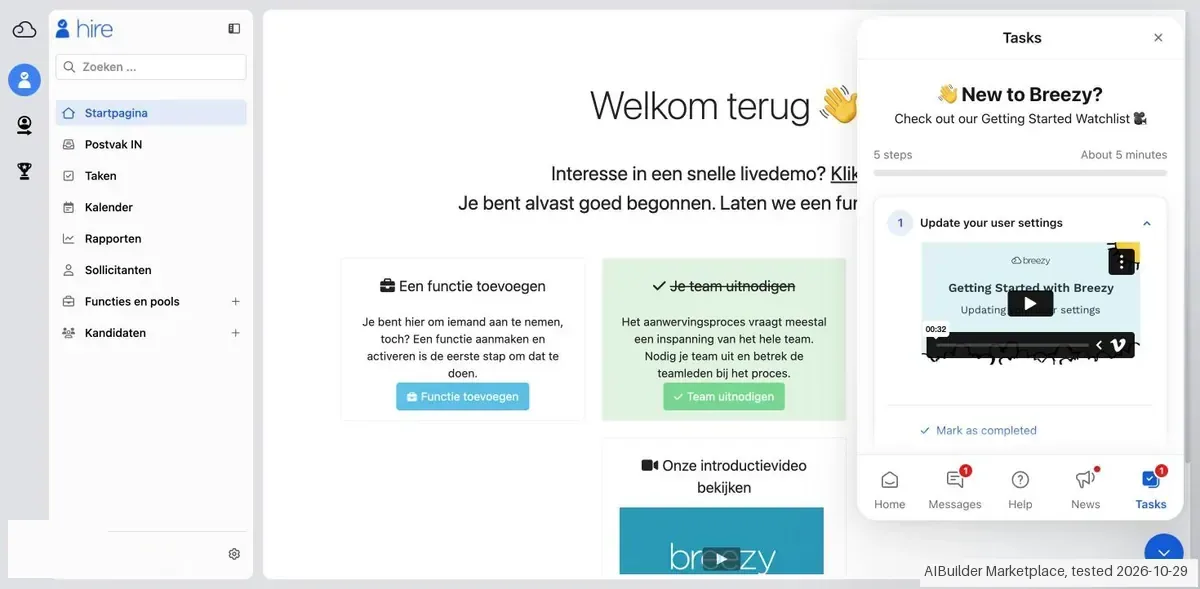 hire
Zoeken ...
Startpagina
Postvak IN
Taken
Kalender
Rapporten
Sollicitanten
Functies en pools
Kandidaten
Welkom terug 👋
Interesse in een snelle livedemo? Klik
Je bent alvast goed begonnen. Laten we een fun
Een functie toevoegen
Je bent hier om iemand aan te nemen,
toch? Een functie aanmaken en
activeren is de eerste stap om dat te
doen.
Functie toevoegen
Je team uitnodigen
Het aanwervingsproces vraagt meestal
een inspanning van het hele team.
Nodig je team uit en betrek de
teamleden bij het proces.
Team uitnodigen
Onze introductievideo
bekijken
breezy
Tasks
👋 New to Breezy?
Check out our Getting Started Watchlist 🎥
5 steps
About 5 minutes
1
Update your user settings
breezy
Getting Started with Breezy
Updating settings
00:32
Mark as completed
Home
1
Messages
Help
News
1
Tasks
AIBuilder Marketplace, tested 2026-10-29